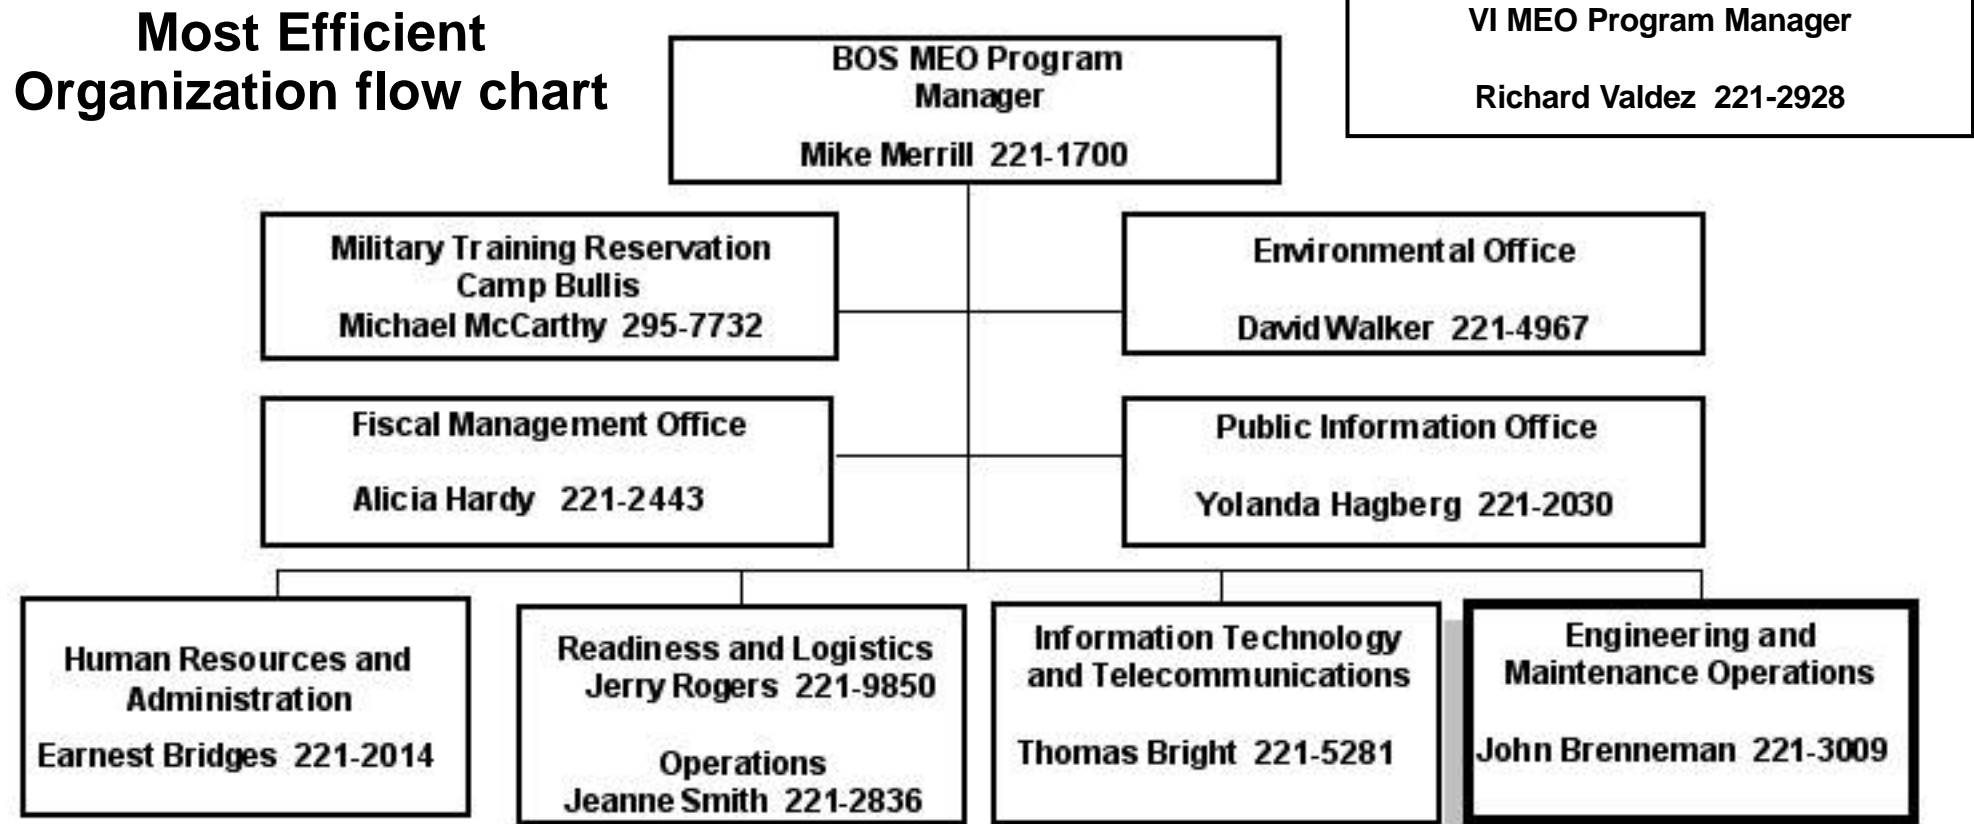 Most Efficient
Organization flow chart
BOS MEO Program
Manager
Mike Merrill 221-1700
VI MEO Program Manager
Richard Valdez 221-2928
Military Training Reservation
Camp Bullis
Michael McCarthy 295-7732
Environmental Office
David Walker 221-4967
Fiscal Management Office
Alicia Hardy 221-2443
Public Information Office
Yolanda Hagberg 221-2030
Human Resources and
Administration
Earnest Bridges 221-2014
Readiness and Logistics
Jerry Rogers 221-9850
Operations
Jeanne Smith 221-2836
Information Technology
and Telecommunications
Thomas Bright 221-5281
Engineering and
Maintenance Operations
John Brenneman 221-3009